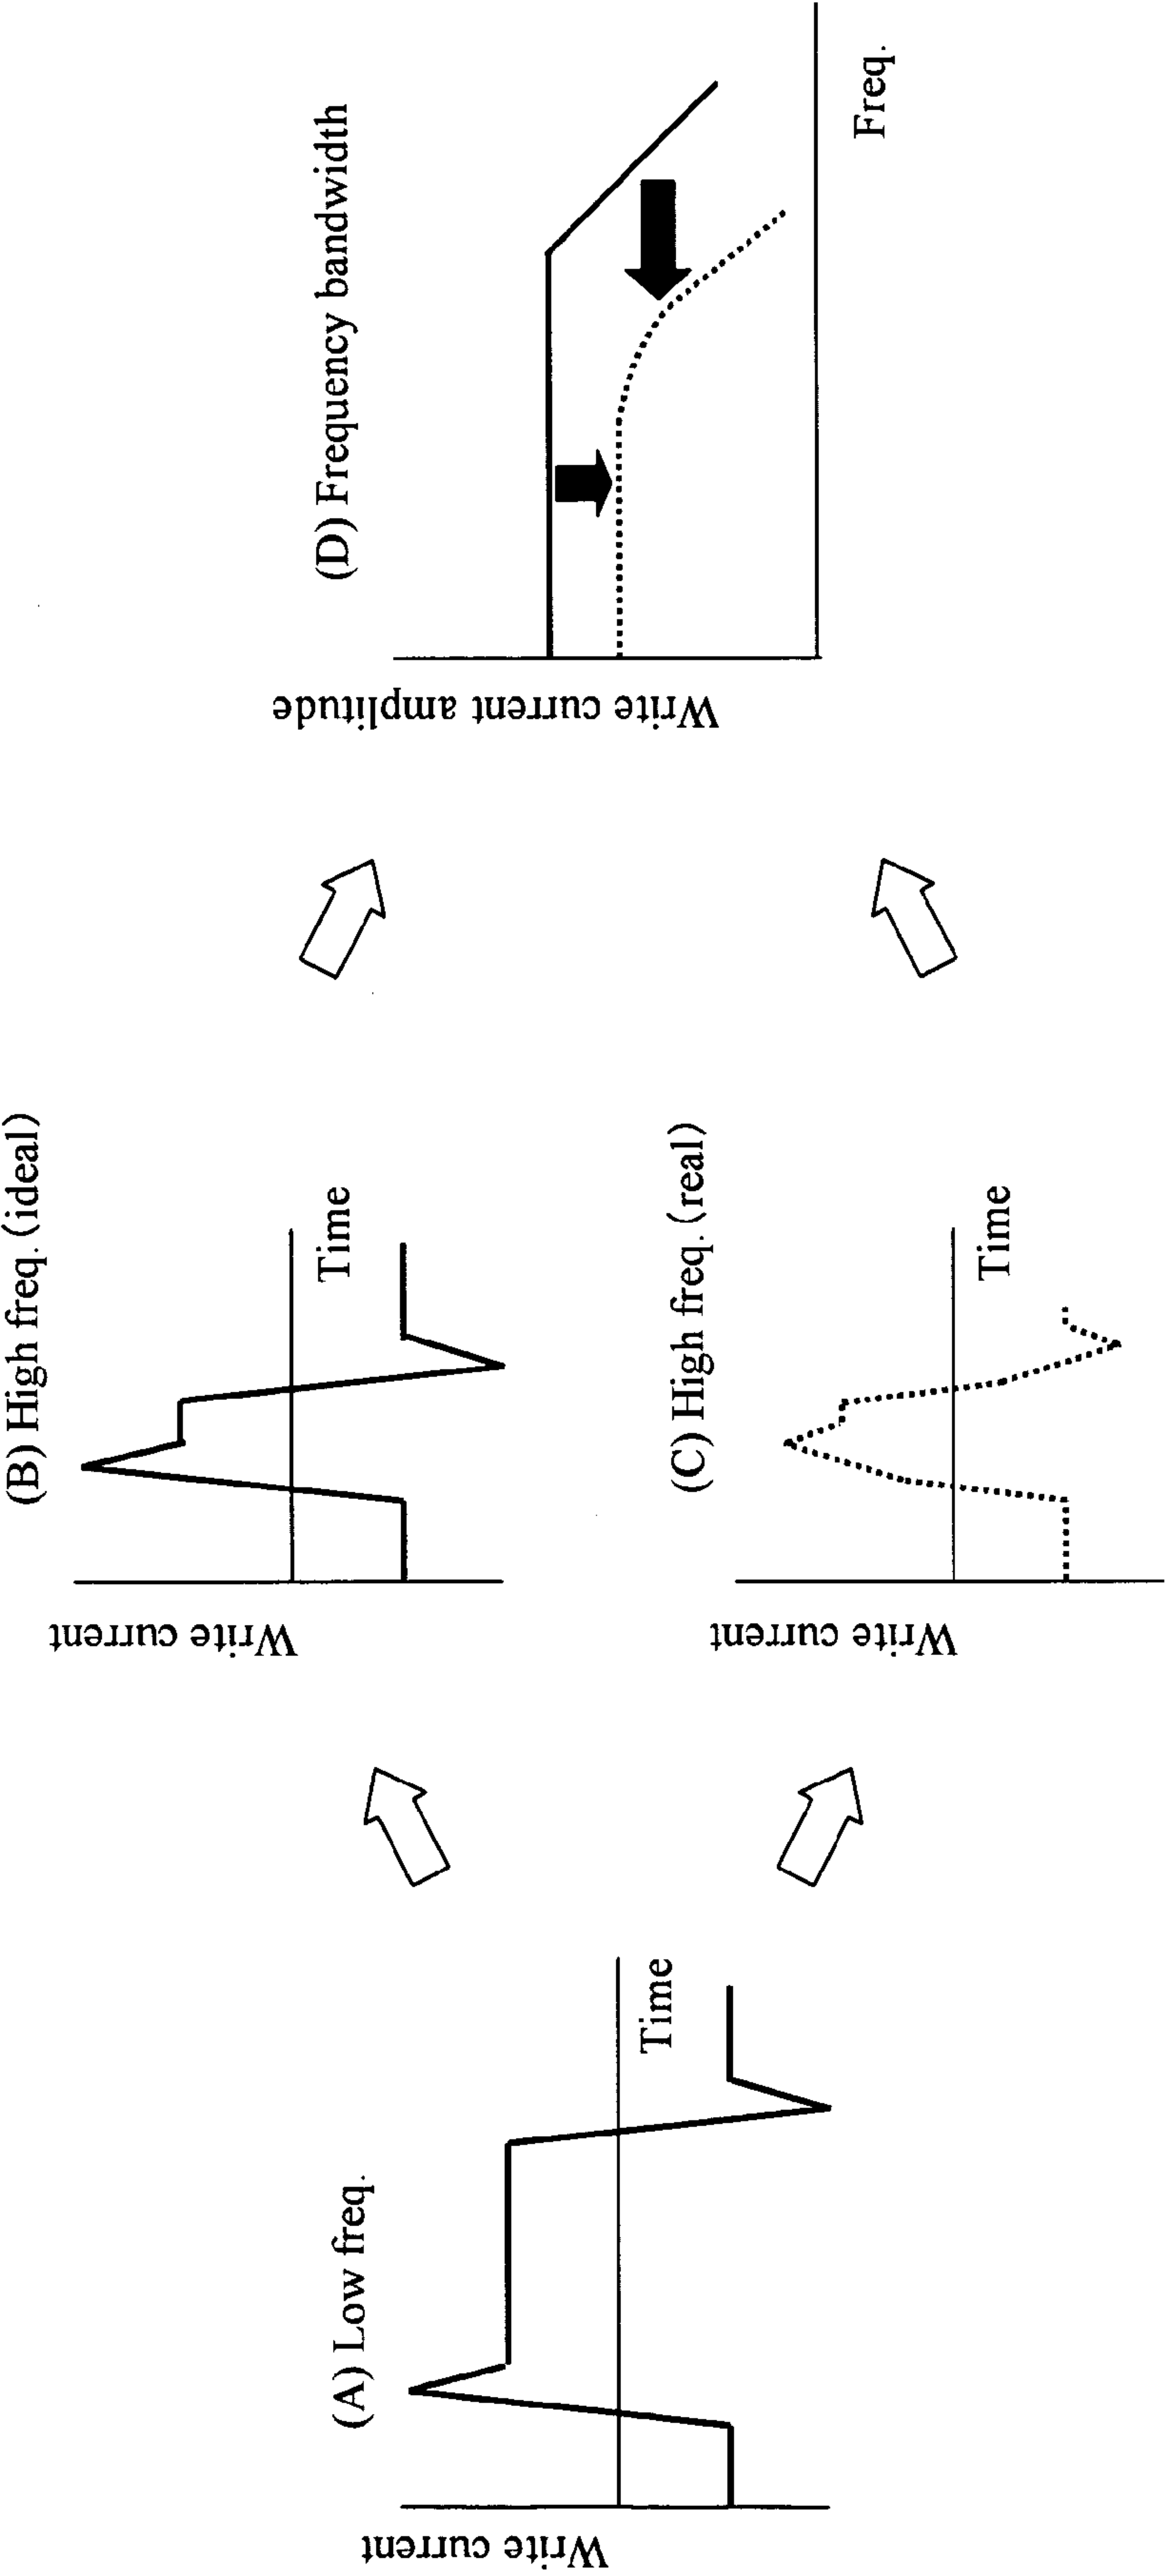 (A) Low freq.
Write current
Time
(B) High freq. (ideal)
Write current
Time
(C) High freq. (real)
Write current
Time
(D) Frequency bandwidth
Write current amplitude
Freq.